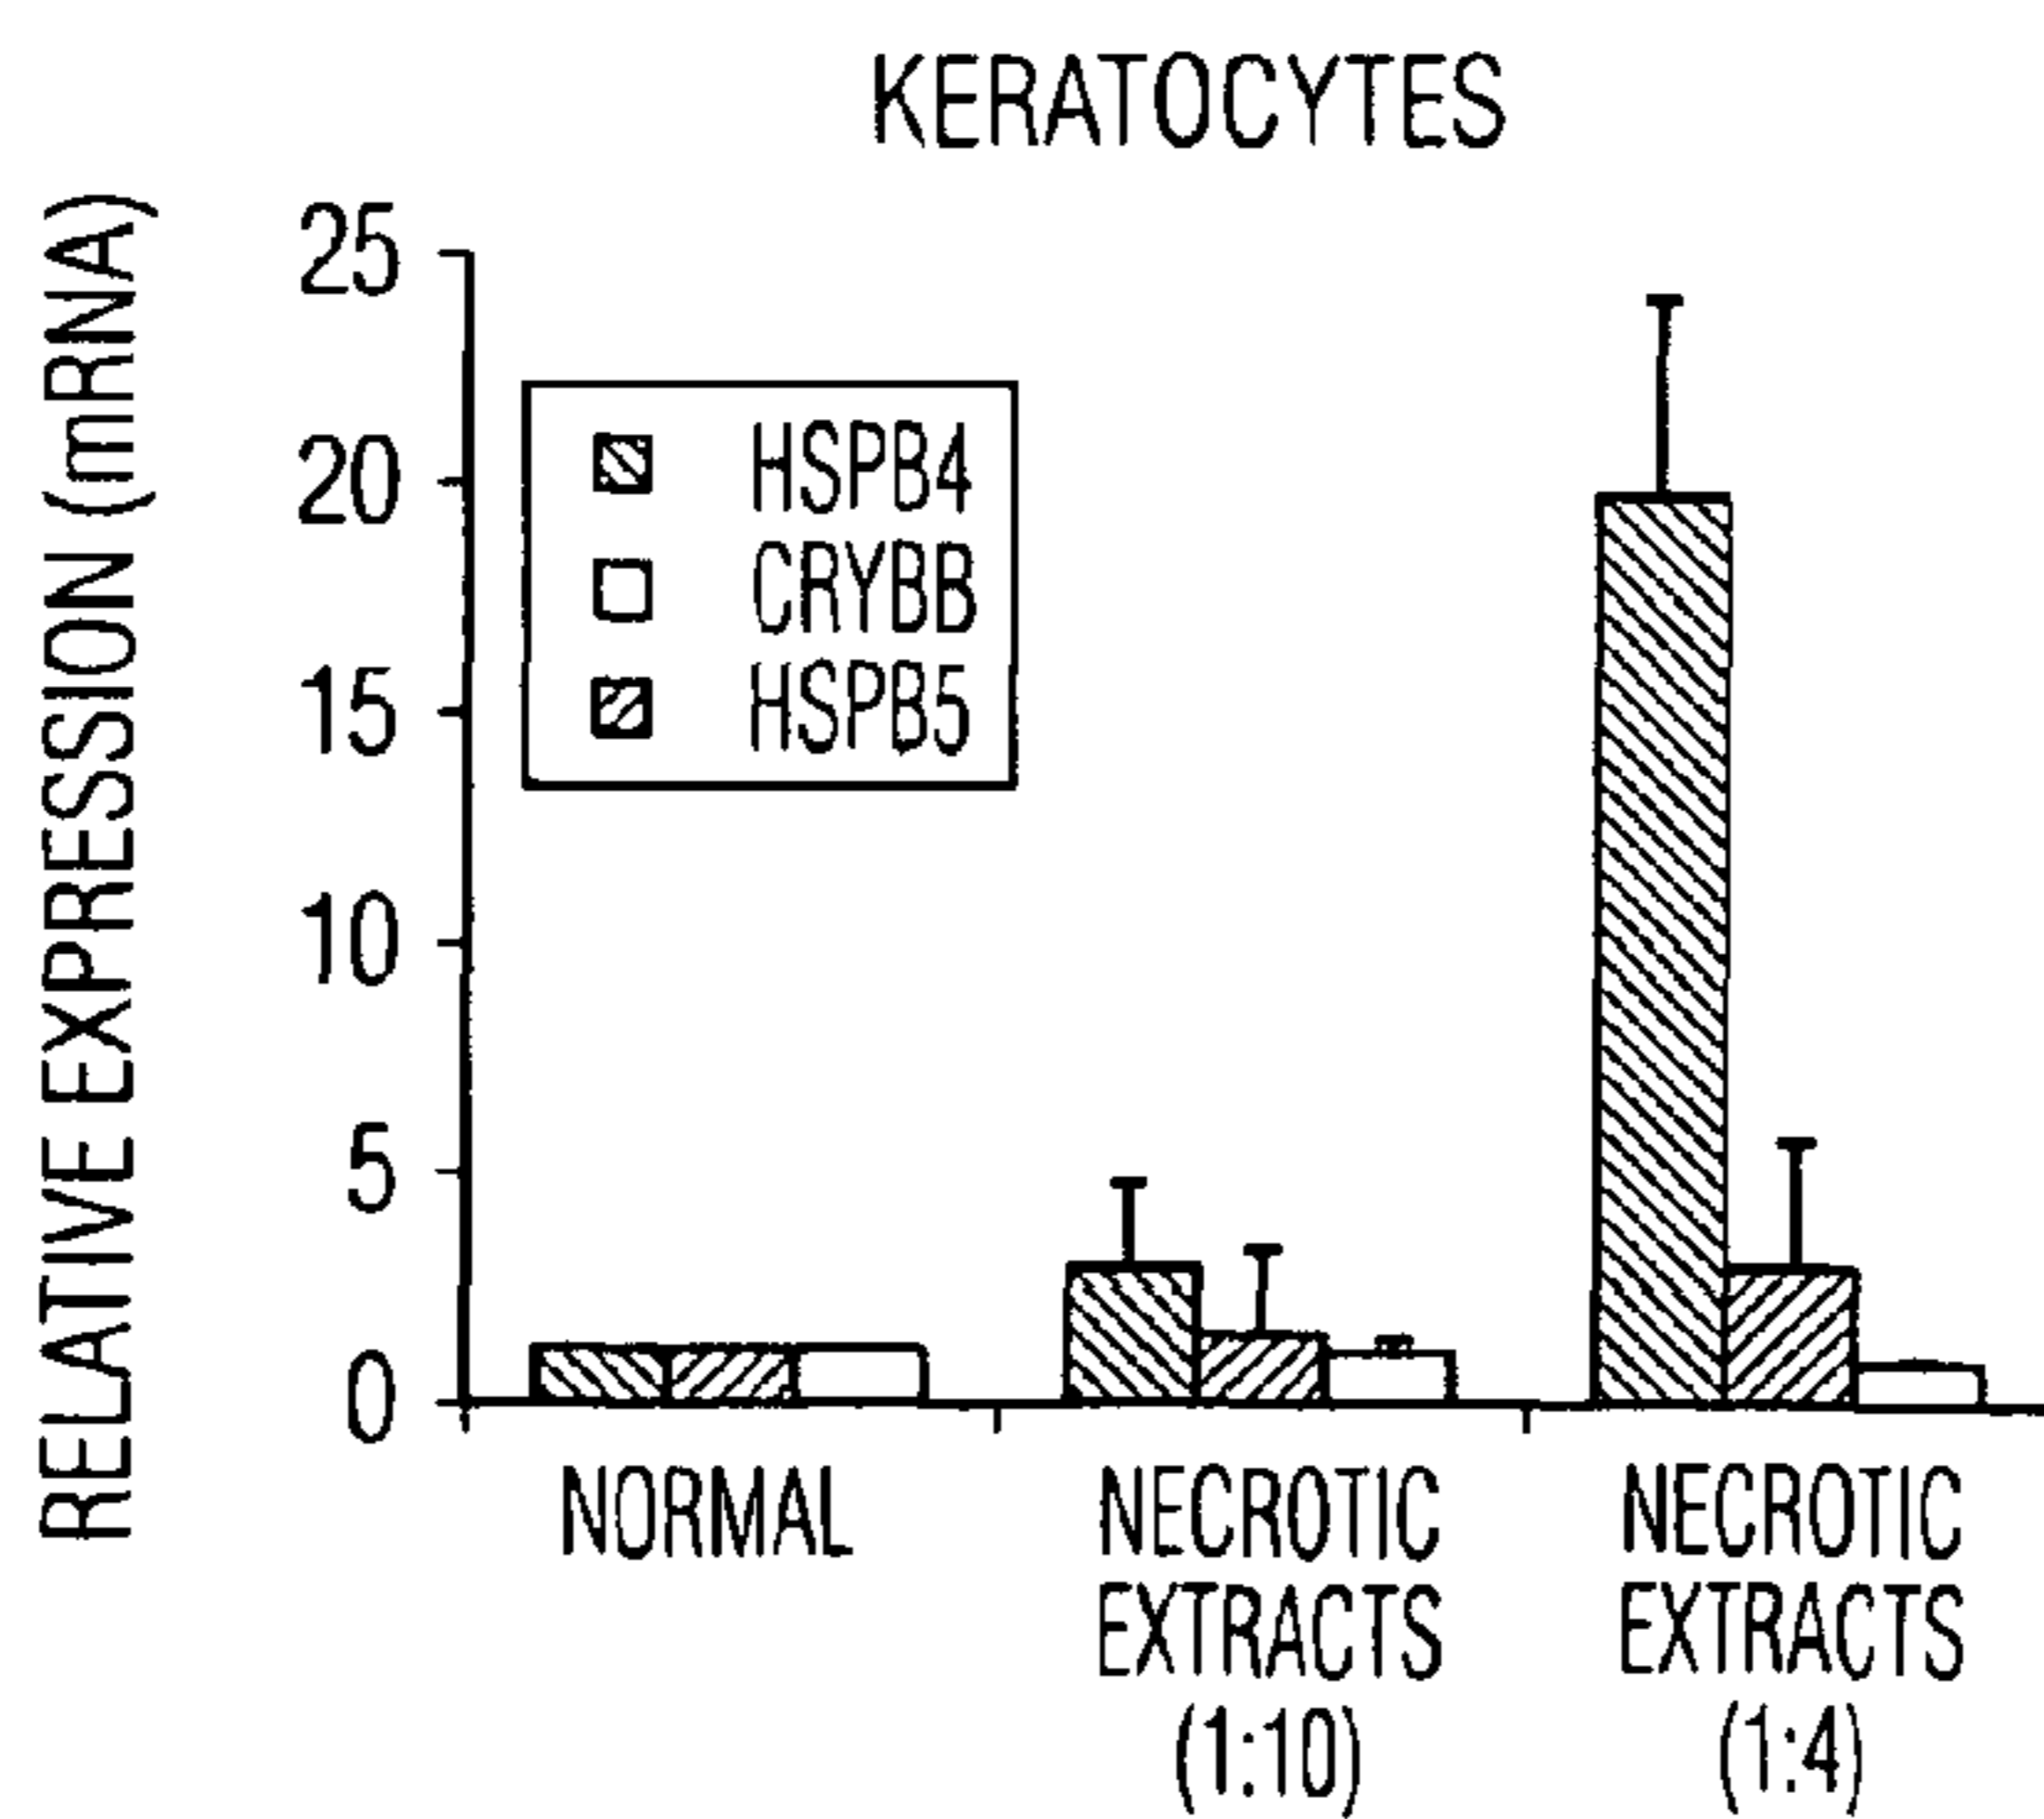 KERATOCYTES
RELATIVE EXPRESSION (mRNA)
25
20
15
10
5
0
HSPB4
CRYBB
HSPB5
NORMAL
NECROTIC
EXTRACTS
(1:10)
NECROTIC
EXTRACTS
(1:4)